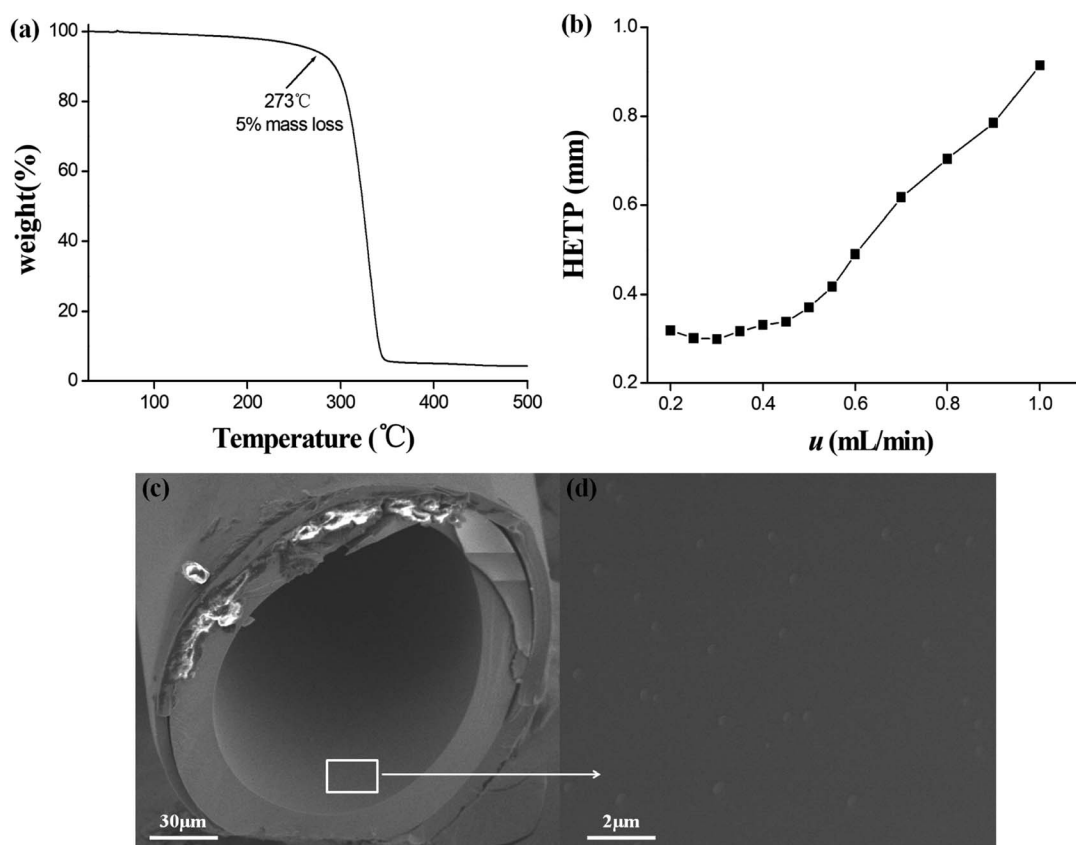 (a)
100
80
60
40
20
0
weight(%)
273℃
5% mass loss
100
200
300
400
500
Temperature (℃)
(b)
1.0
0.8
0.6
0.4
0.2
HETP (mm)
0.2
0.4
0.6
0.8
1.0
u (mL/min)
(c)
30μm
(d)
2μm